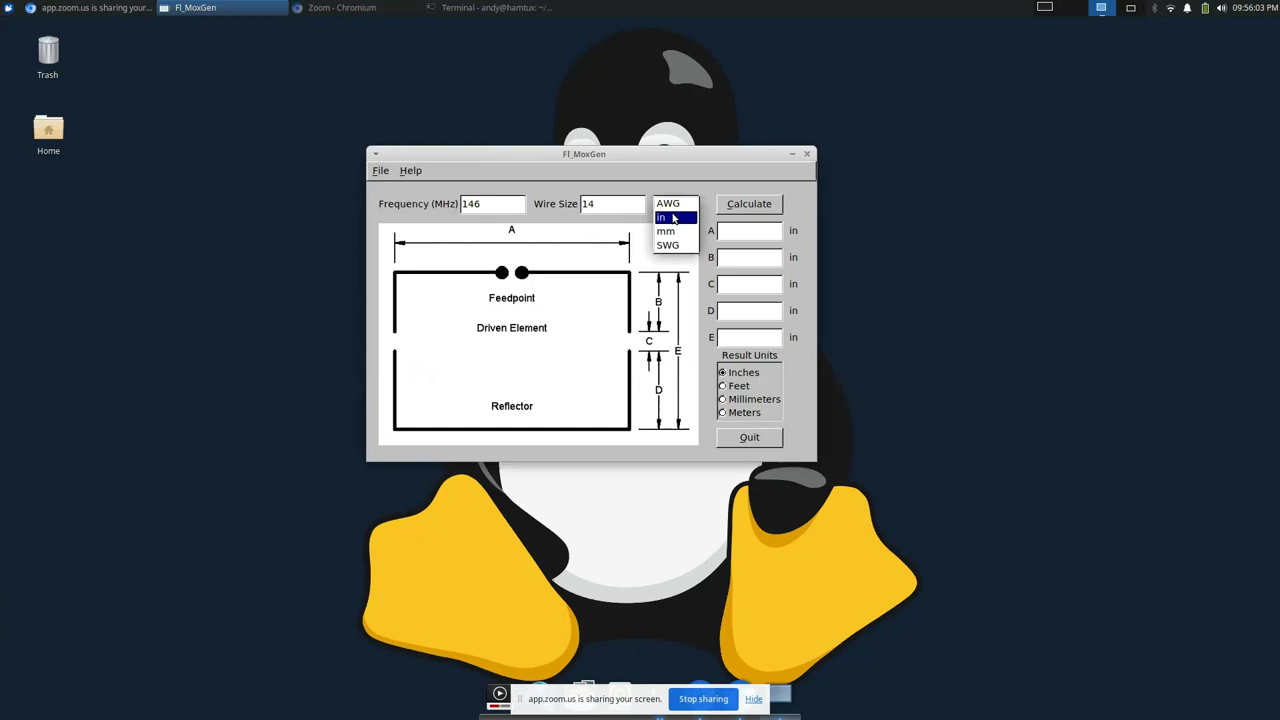 app.zoom.us is sharing your...
Fl_MoxGen
Zoom - Chromium
Terminal - andy@hamtux: ~/...
09:56:03 PM
Trash
Home
Fl_MoxGen
File Help
Frequency (MHz) 146 Wire Size 14 AWG Calculate
in
mm
SWG
A in
B in
C in
D in
E in
A
Feedpoint
Driven Element
Reflector
B
C
E
D
Result Units
Inches
Feet
Millimeters
Meters
Quit
app.zoom.us is sharing your screen. Stop sharing Hide